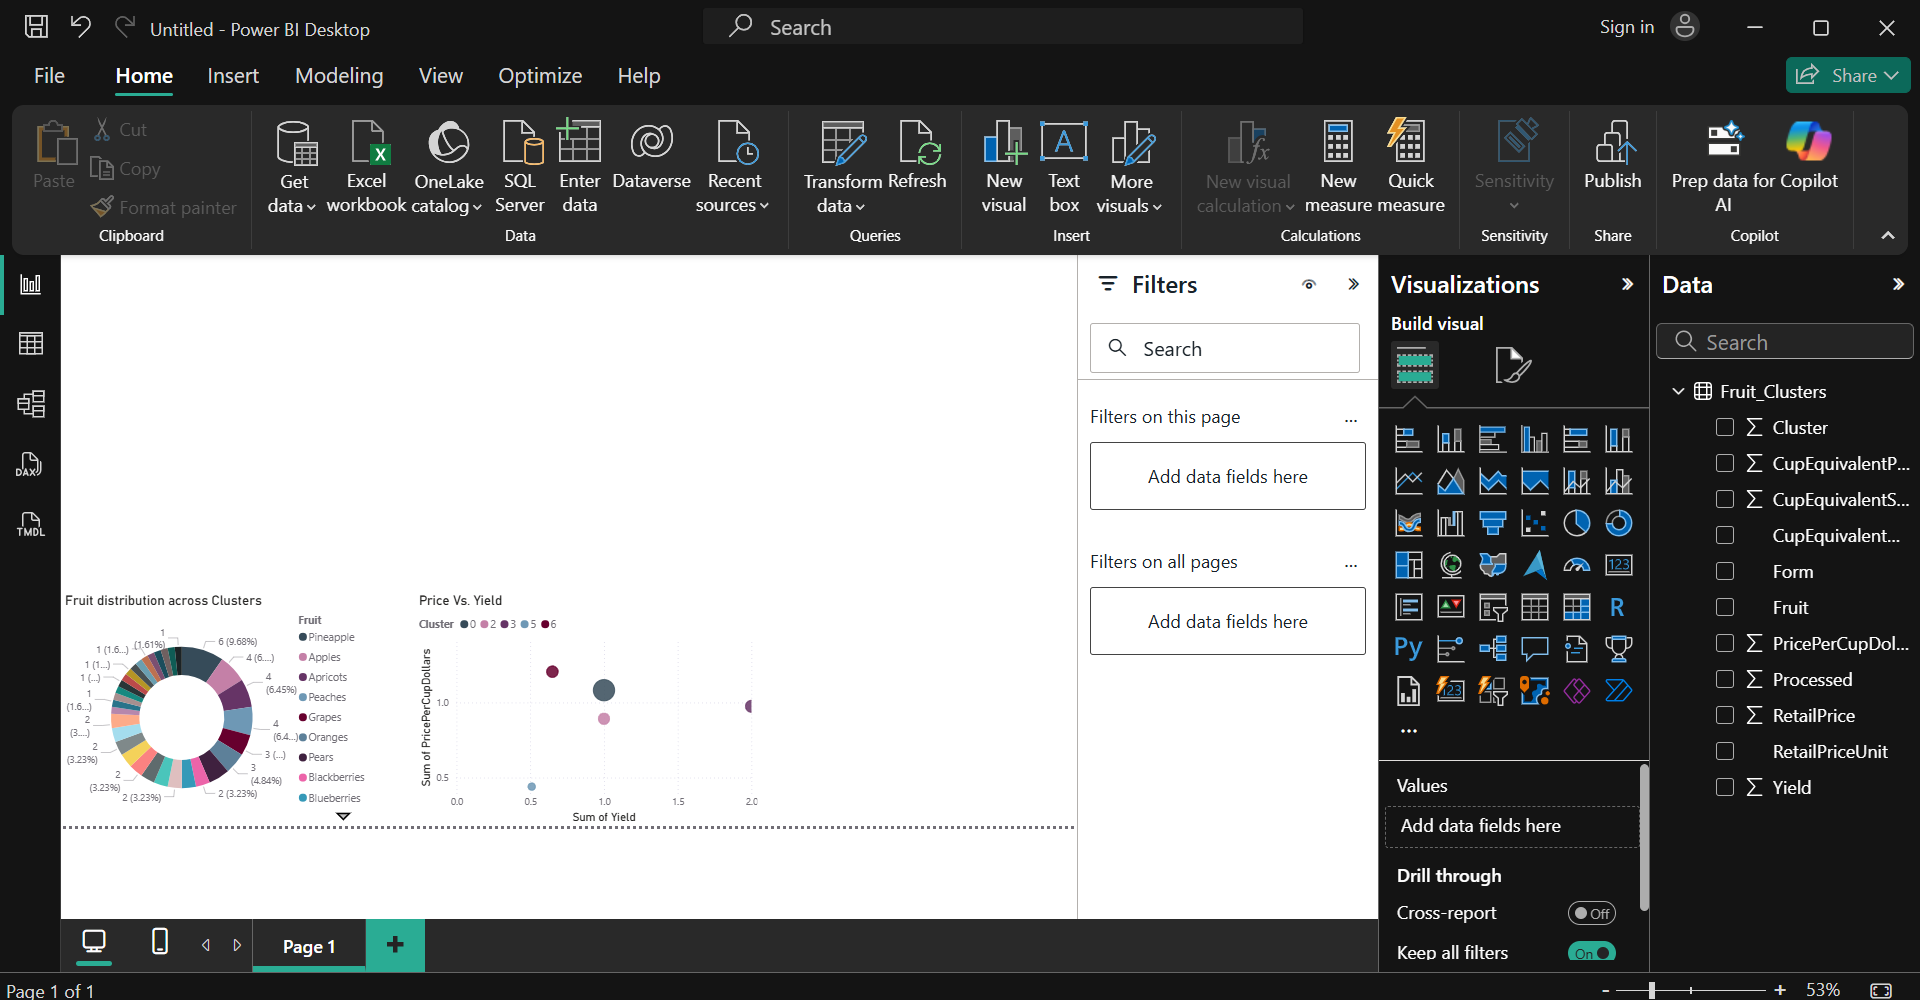 Untitled - Power BI Desktop
Search
Sign in
File
Home
Insert
Modeling
View
Optimize
Help
Share
Paste
Cut
Copy
Format painter
Clipboard
Get data
Excel workbook
OneLake catalog
SQL Server
Enter data
Dataverse
Recent sources
Data
Transform data
Refresh
Queries
New visual
Text box
A
More visuals
Insert
New visual calculation
New measure
Quick measure
Calculations
Sensitivity
Sensitivity
Publish
Share
Prep data for AI
Copilot
Copilot
DAX
TMDL
Fruit distribution across Clusters
1
(1.61%)
6 (9.68%)
1 (1.6...)
4 (6....)
1 (1...)
4
(6.45%)
1 (...)
1
(1.6...)
2
(3....)
4
(6.4...)
2
(3.23%)
3 (...)
3
(4.84%)
2
(3.23%)
2 (3.23%)
2 (3.23%)
Fruit
Pineapple
Apples
Apricots
Peaches
Grapes
Oranges
Pears
Blackberries
Blueberries
Price Vs. Yield
Cluster 0 2 3 5 6
Sum of PricePerCupDollars
1.0
0.5
0.0 0.5 1.0 1.5 2.0
Sum of Yield
Filters
Search
Filters on this page ...
Add data fields here
Filters on all pages ...
Add data fields here
Visualizations
Build visual
123
R
Py
123
...
Values
Add data fields here
Drill through
Cross-report
Off
Keep all filters
On
Data
Search
Fruit_Clusters
Σ Cluster
Σ CupEquivalentP...
Σ CupEquivalentS...
CupEquivalent...
Form
Fruit
Σ PricePerCupDol...
Σ Processed
Σ RetailPrice
RetailPriceUnit
Σ Yield
Page 1
+
Page 1 of 1
- + 53%